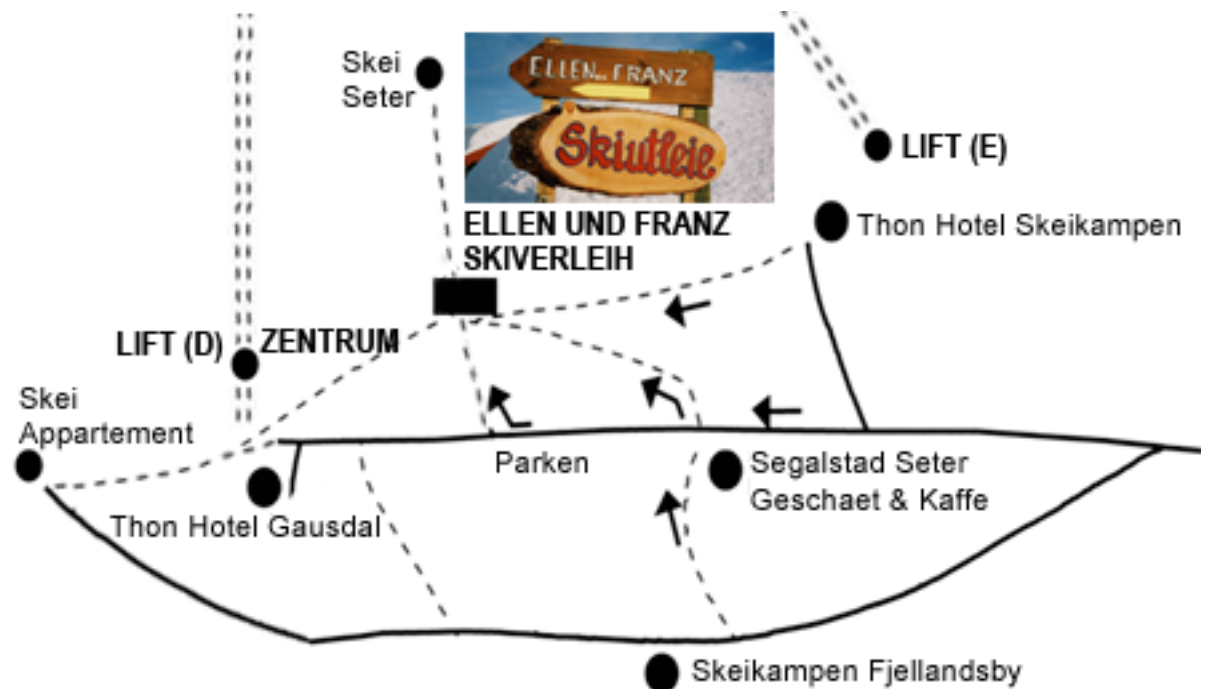 Skei
Seter
ELLEN FRANZ
Skiutleie
LIFT (E)
ELLEN UND FRANZ
SKIVERLEIH
Thon Hotel Skeikampen
LIFT (D)
ZENTRUM
Skei
Appartement
Parken
Segalstad Seter
Geschaet & Kaffe
Thon Hotel Gausdal
Skeikampen Fjellandsby